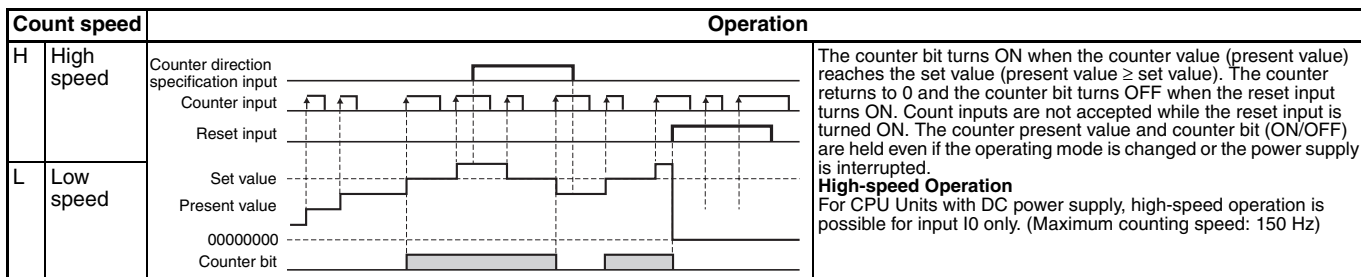 Count speed
Operation
H
High
speed
L
Low
speed
Counter direction
specification input
Counter input
Reset input
Set value
Present value
00000000
Counter bit
The counter bit turns ON when the counter value (present value)
reaches the set value (present value ≥ set value). The counter
returns to 0 and the counter bit turns OFF when the reset input
turns ON. Count inputs are not accepted while the reset input is
turned ON. The counter present value and counter bit (ON/OFF)
are held even if the operating mode is changed or the power supply
is interrupted.
High-speed Operation
For CPU Units with DC power supply, high-speed operation is
possible for input I0 only. (Maximum counting speed: 150 Hz)